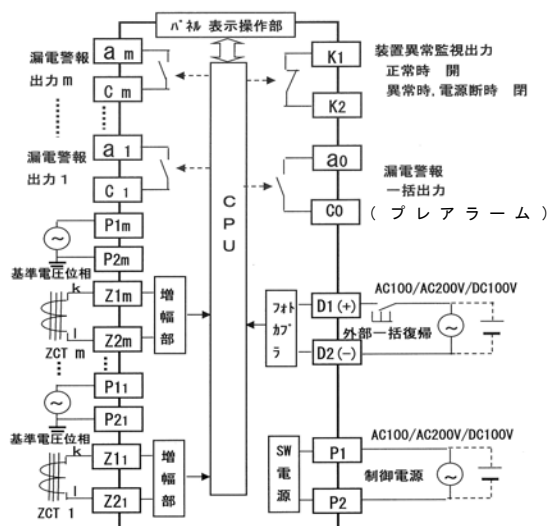 パネル 表示操作部
漏電警報
出力m
a m
C m
漏電警報
出力1
a 1
C 1
P1m
P2m
基準電圧位相
k
l
Z1m
Z2m
ZCT m
増幅部
P11
P21
基準電圧位相
k
l
Z11
Z21
ZCT 1
増幅部
CPU
K1
K2
装置異常監視出力
正常時 開
異常時,電源断時 閉
a0
C0
漏電警報
一括出力
(プレアラーム)
フォトカプラ
D1(+)
D2(−)
AC100/AC200V/DC100V
外部一括復帰
SW電源
P1
P2
AC100/AC200V/DC100V
制御電源